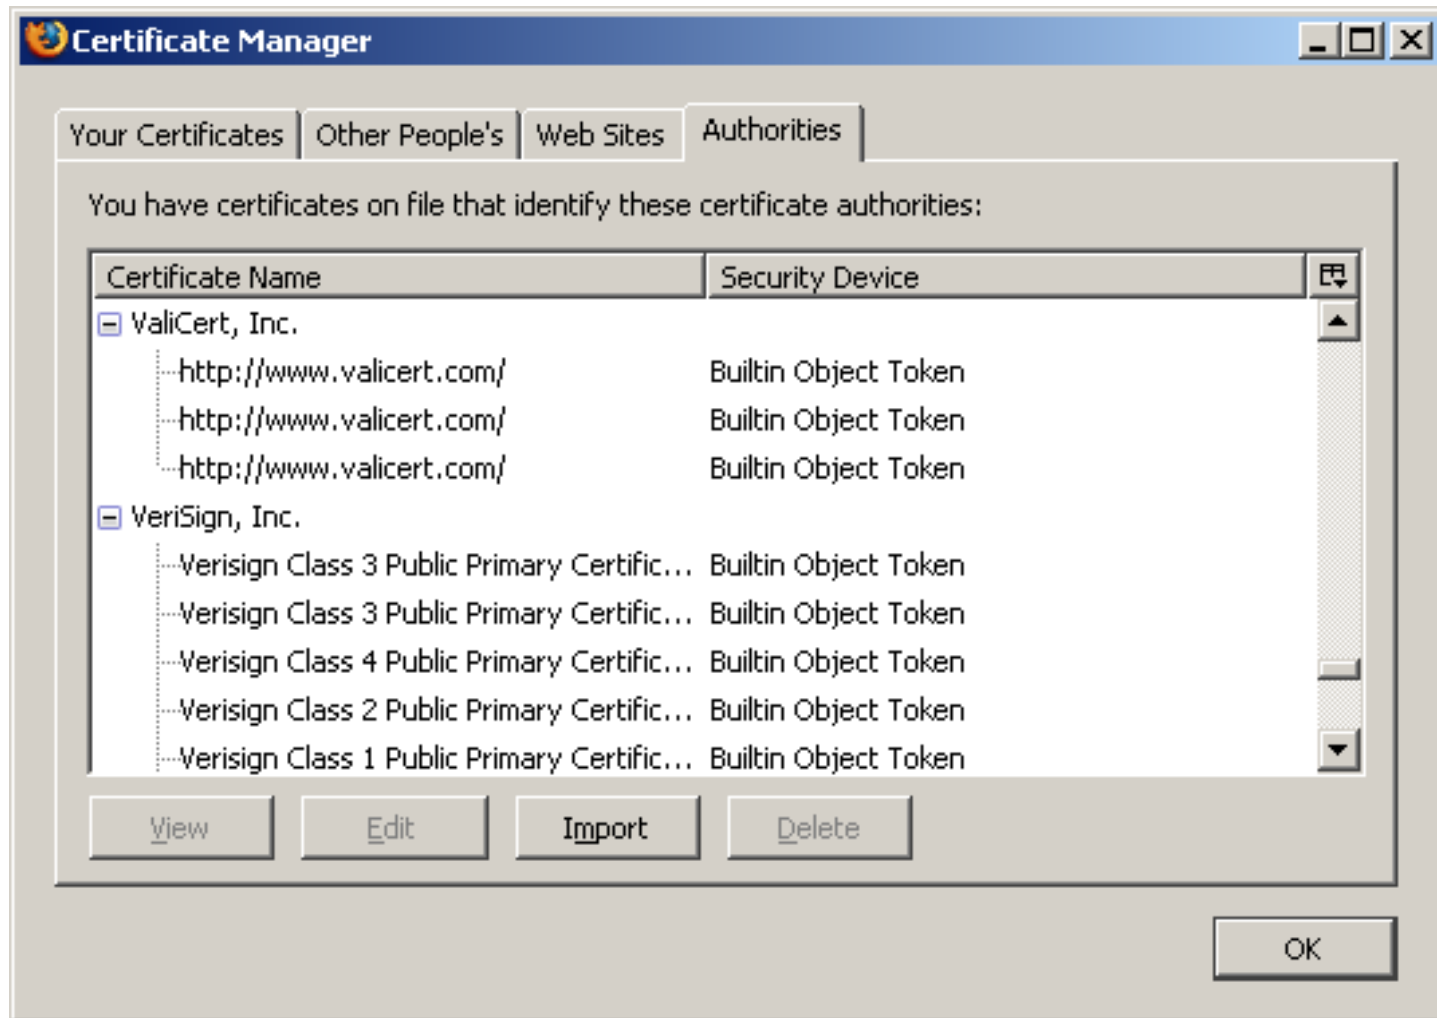 Certificate Manager
Your Certificates Other People's Web Sites Authorities
You have certificates on file that identify these certificate authorities:
Certificate Name Security Device
ValiCert, Inc.
http://www.valicert.com/ Builtin Object Token
http://www.valicert.com/ Builtin Object Token
http://www.valicert.com/ Builtin Object Token
VeriSign, Inc.
Verisign Class 3 Public Primary Certific... Builtin Object Token
Verisign Class 3 Public Primary Certific... Builtin Object Token
Verisign Class 4 Public Primary Certific... Builtin Object Token
Verisign Class 2 Public Primary Certific... Builtin Object Token
Verisign Class 1 Public Primary Certific... Builtin Object Token
View Edit Import Delete
OK